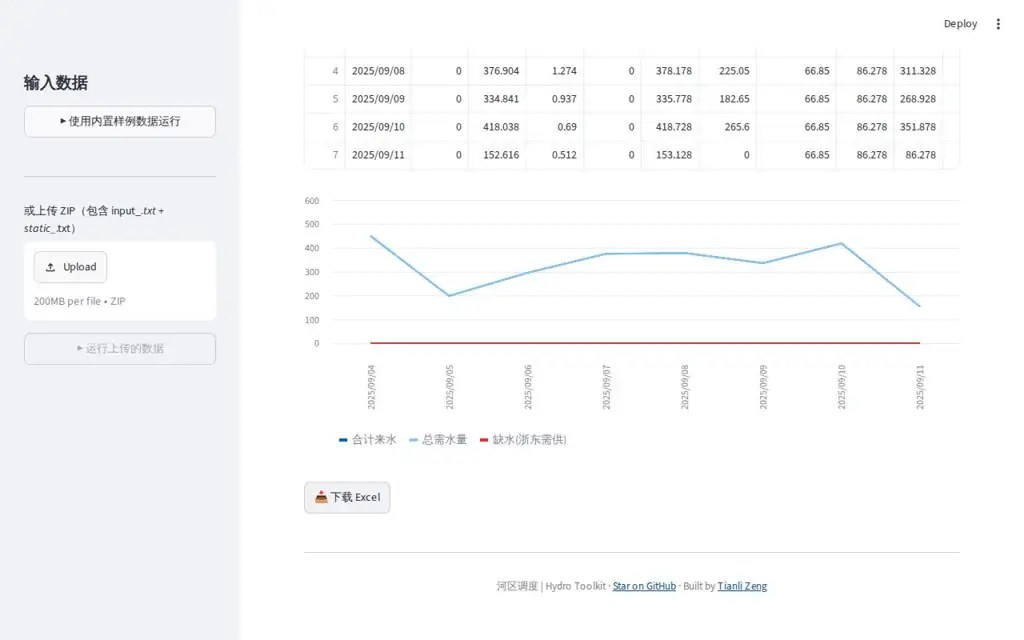 Deploy
输入数据
▸ 使用内置样例数据运行
或上传 ZIP（包含 input_.txt +
static_.txt）
Upload
200MB per file • ZIP
▸ 运行上传的数据
4 2025/09/08 0 376.904 1.274 0 378.178 225.05 66.85 86.278 311.328
5 2025/09/09 0 334.841 0.937 0 335.778 182.65 66.85 86.278 268.928
6 2025/09/10 0 418.038 0.69 0 418.728 265.6 66.85 86.278 351.878
7 2025/09/11 0 152.616 0.512 0 153.128 0 66.85 86.278 86.278
600
500
400
300
200
100
0
2025/09/04 2025/09/05 2025/09/06 2025/09/07 2025/09/08 2025/09/09 2025/09/10 2025/09/11
合计来水 总需水量 缺水(浙东需供)
下载 Excel
河区调度 | Hydro Toolkit · Star on GitHub · Built by Tianli Zeng